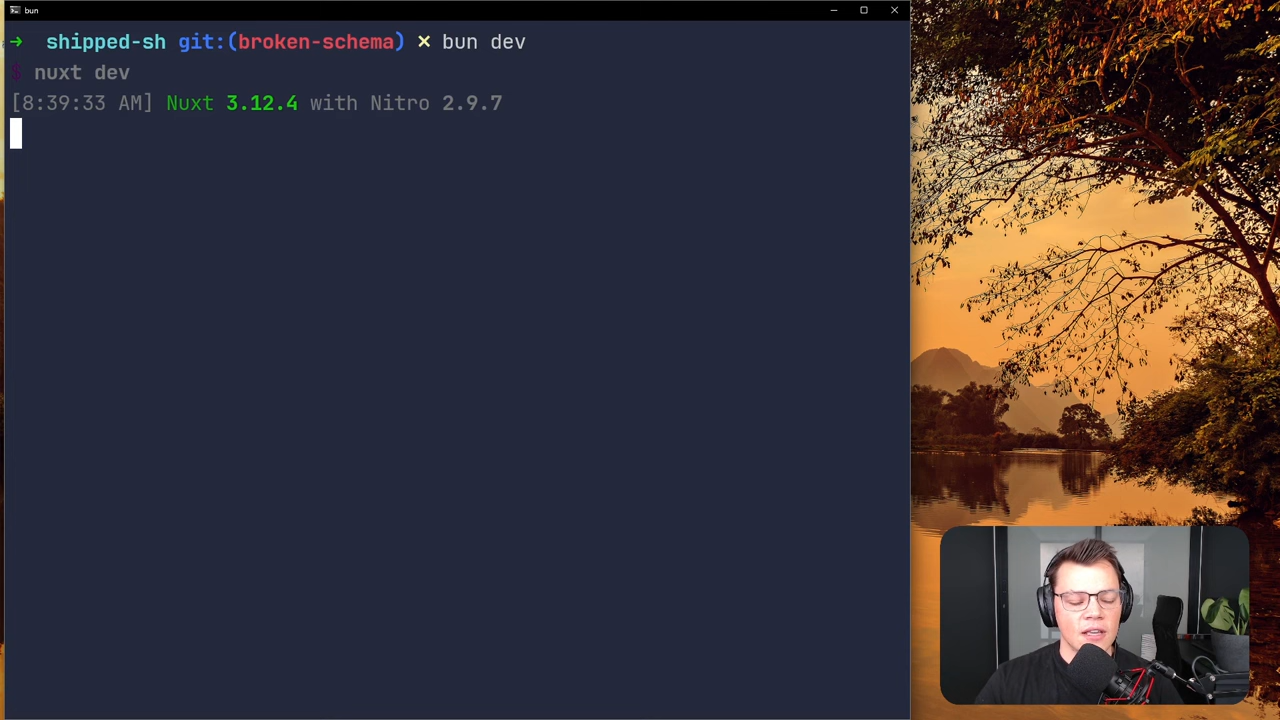 bun
→ shipped-sh git:(broken-schema) ✗ bun dev
$ nuxt dev
[8:39:33 AM] Nuxt 3.12.4 with Nitro 2.9.7